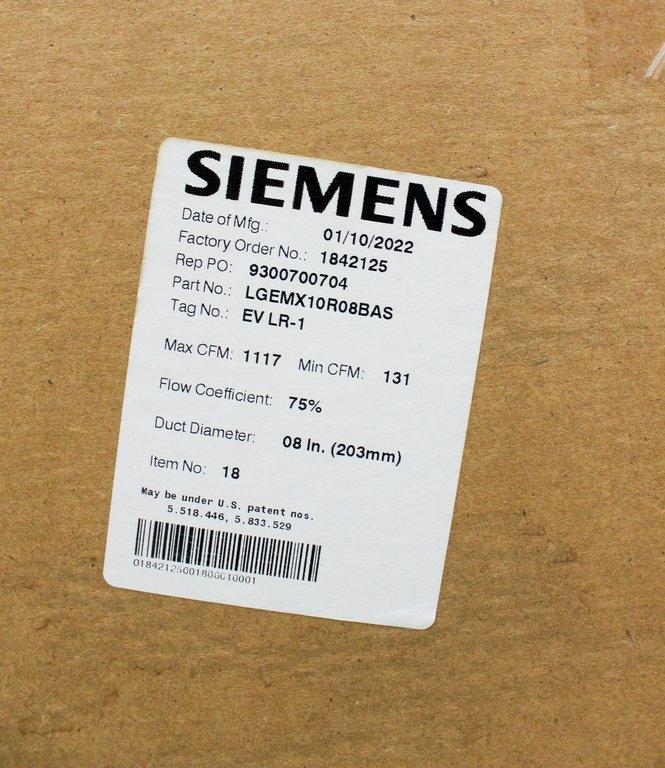 SIEMENS
Date of Mfg.: 01/10/2022
Factory Order No.: 1842125
Rep PO: 9300700704
Part No.: LGEMX10R08BAS
Tag No.: EV LR-1
Max CFM: 1117 Min CFM: 131
Flow Coefficient: 75%
Duct Diameter: 08 In. (203mm)
Item No: 18
May be under U.S. patent nos.
5.518.446, 5.833.529
01842125001800010001